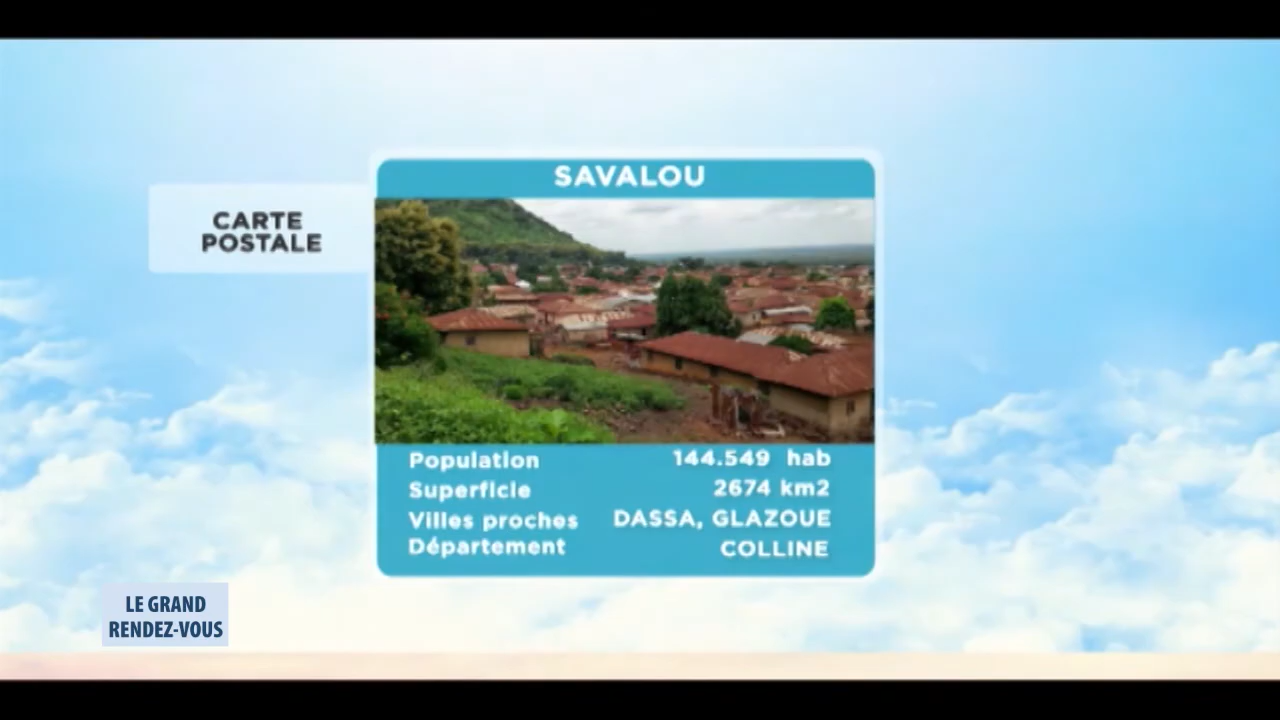 SAVALOU
CARTE
POSTALE
Population 144.549 hab
Superficie 2674 km2
Villes proches DASSA, GLAZOUE
Département COLLINE
LE GRAND
RENDEZ-VOUS